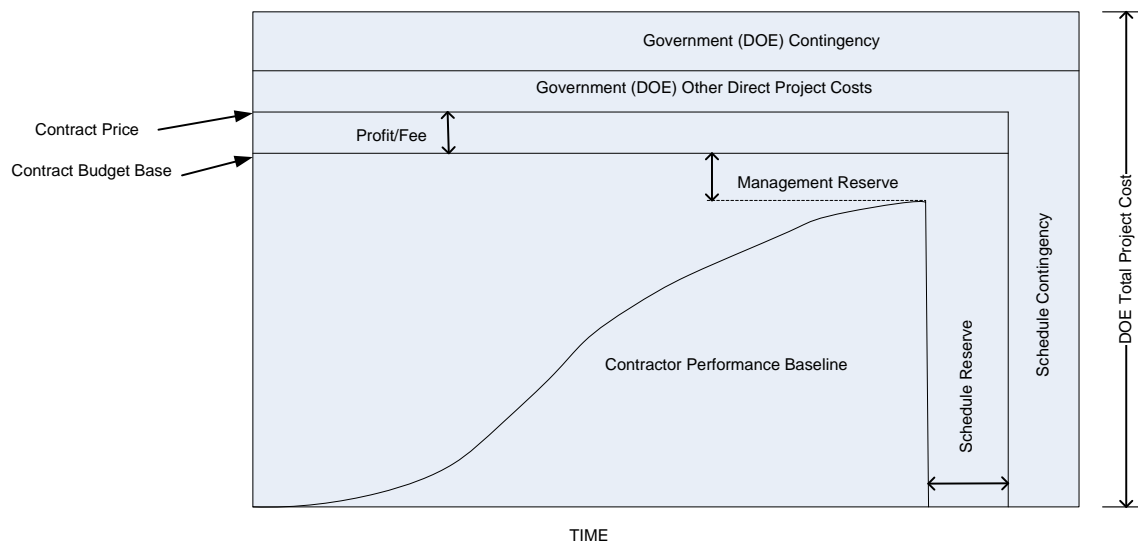 Government (DOE) Contingency
Government (DOE) Other Direct Project Costs
Contract Price
Profit/Fee
Contract Budget Base
Management Reserve
Contractor Performance Baseline
Schedule Reserve
Schedule Contingency
DOE Total Project Cost
TIME